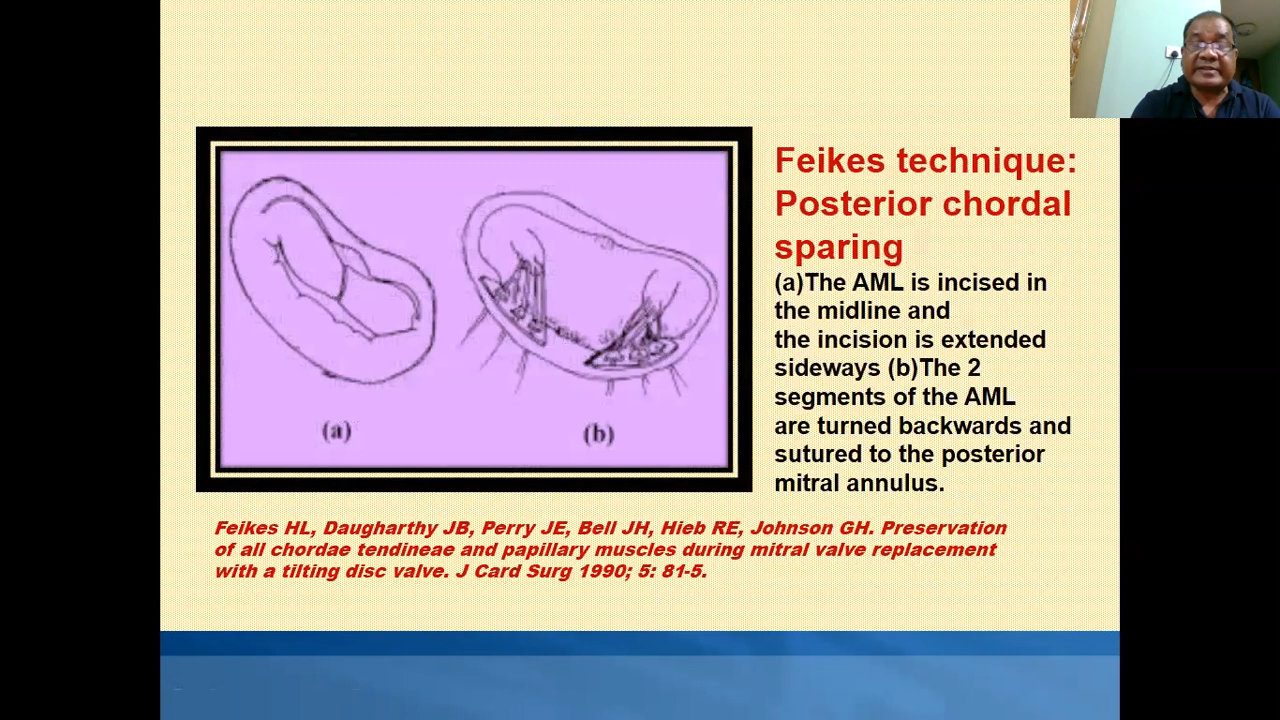 Feikes technique:
Posterior chordal
sparing
(a)The AML is incised in
the midline and
the incision is extended
sideways (b)The 2
segments of the AML
are turned backwards and
sutured to the posterior
mitral annulus.
(a)
(b)
Feikes HL, Daugharthy JB, Perry JE, Bell JH, Hieb RE, Johnson GH. Preservation
of all chordae tendineae and papillary muscles during mitral valve replacement
with a tilting disc valve. J Card Surg 1990; 5: 81-5.